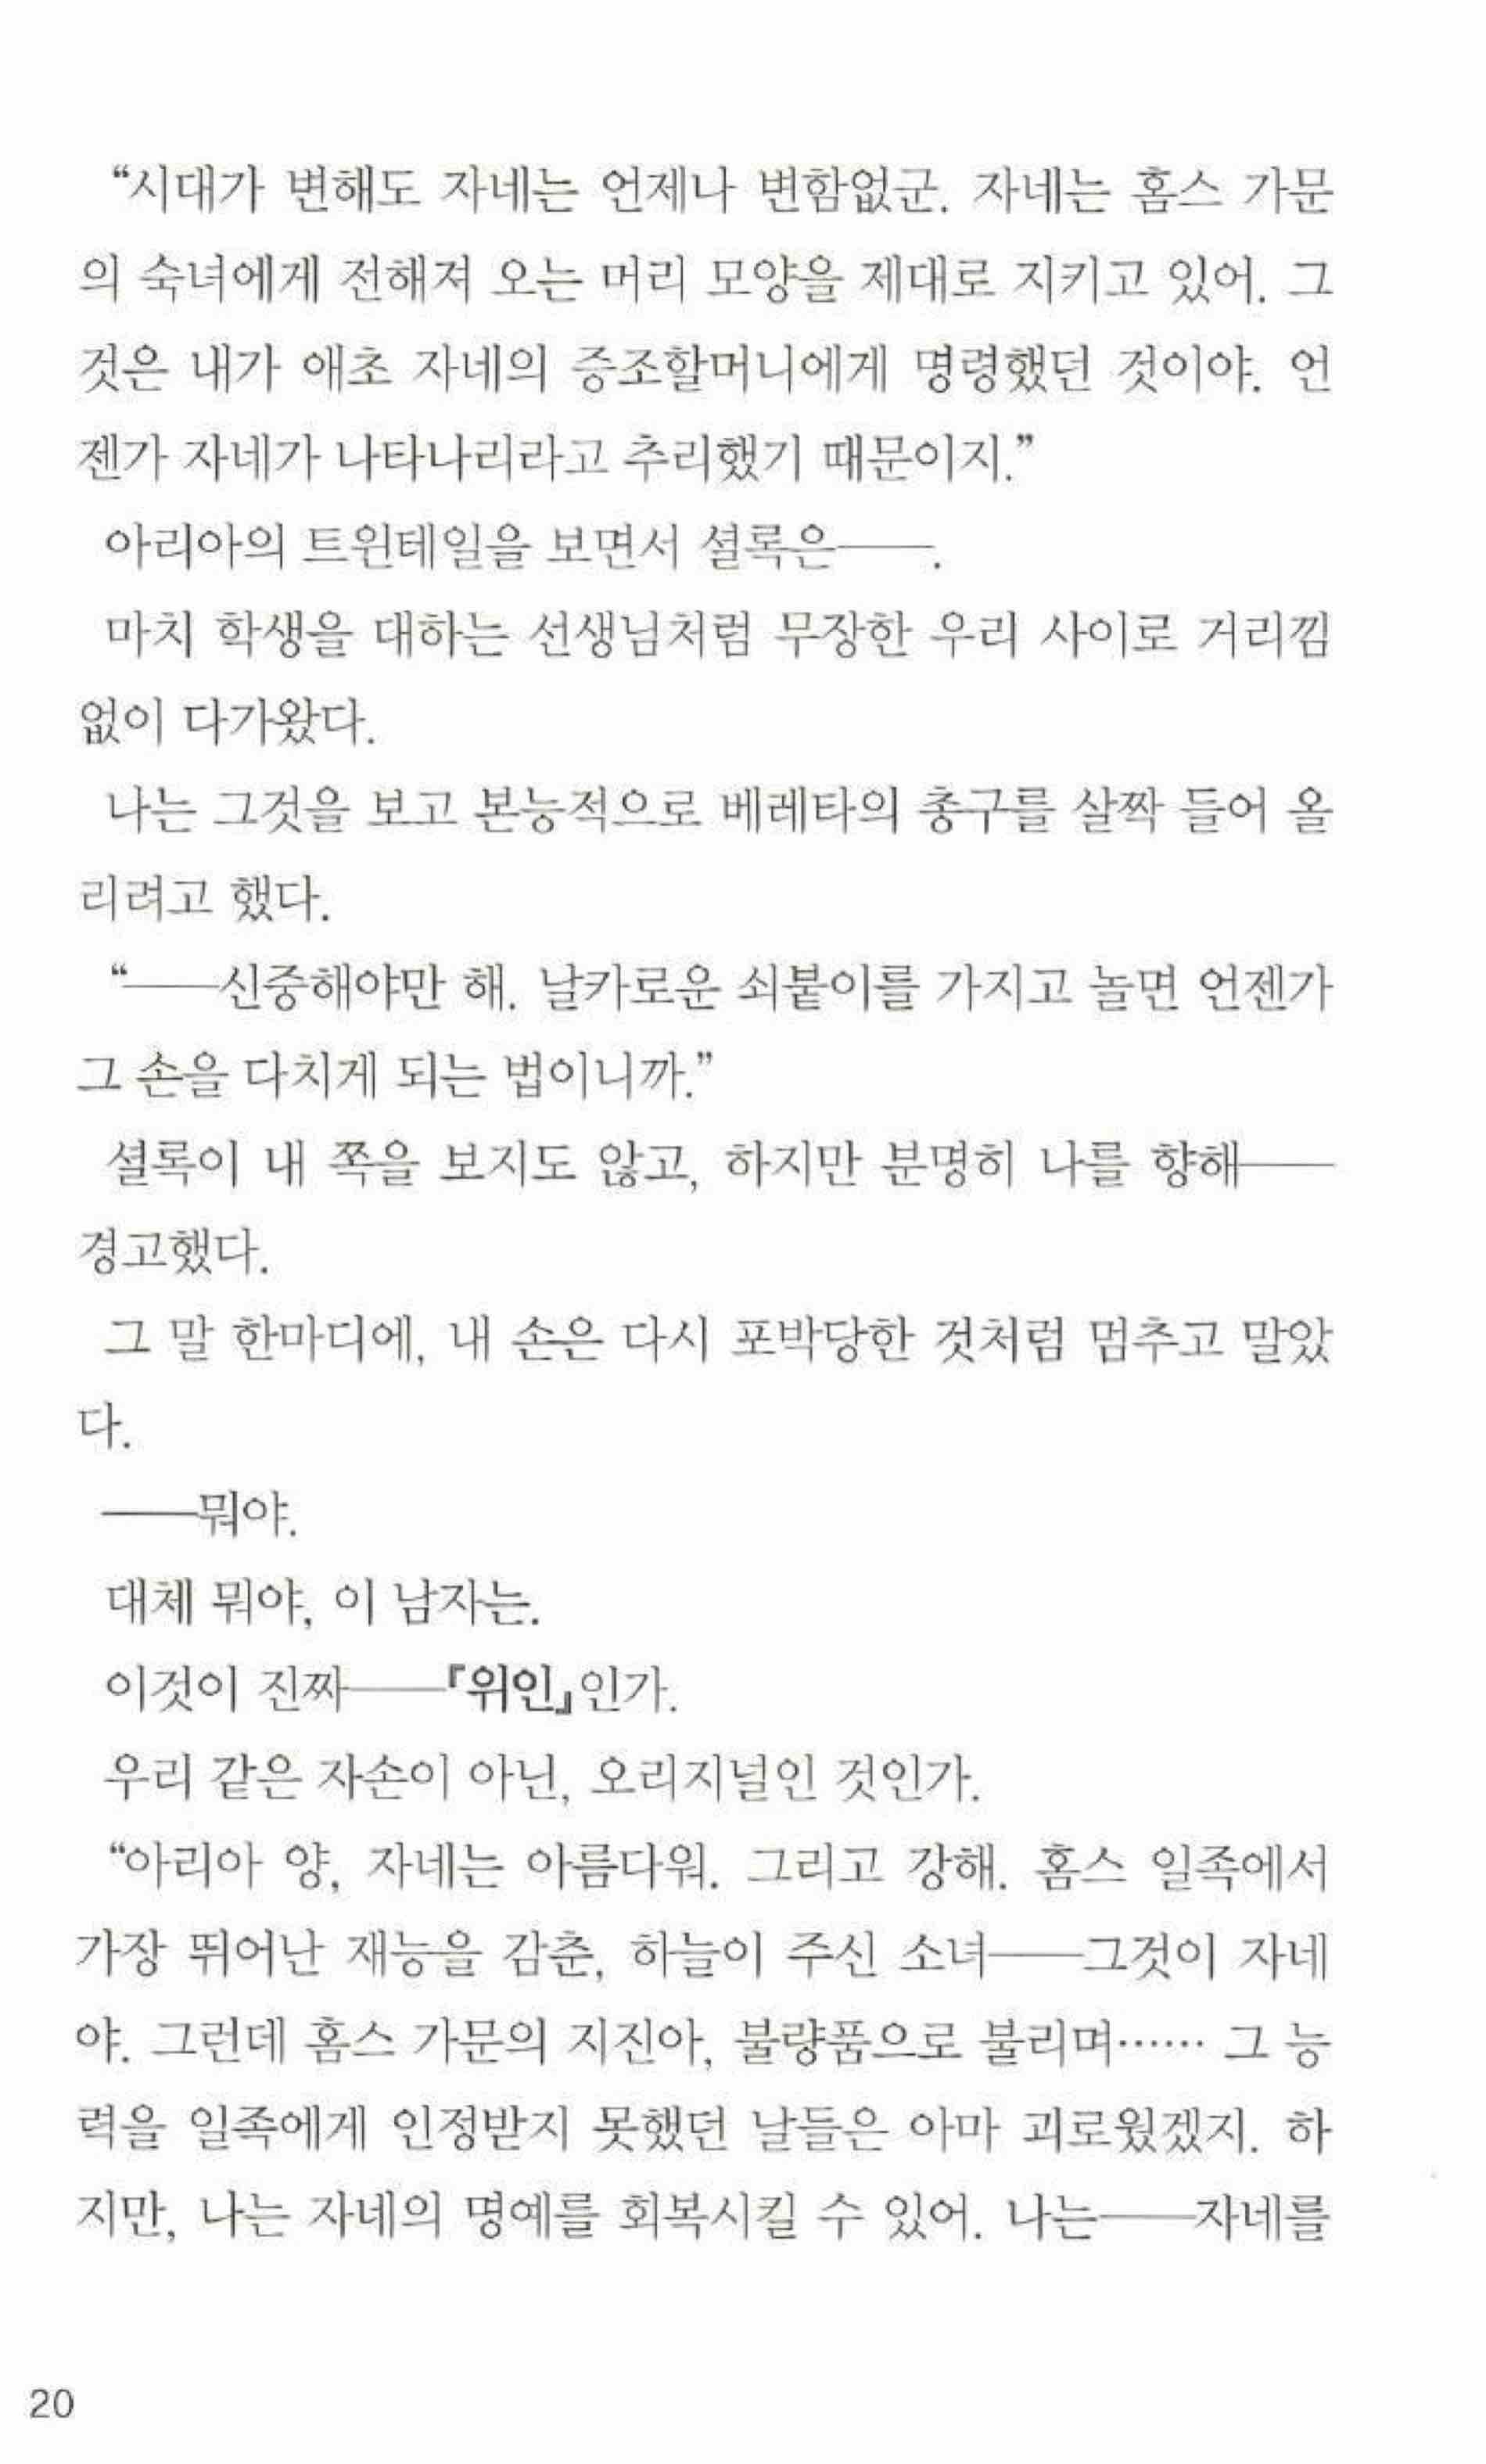 “시대가 변해도 자네는 언제나 변함없군. 자네는 홈스 가문
의 숙녀에게 전해져 오는 머리 모양을 제대로 지키고 있어. 그
것은 내가 애초 자네의 증조할머니에게 명령했던 것이야. 언
젠가 자네가 나타나리라고 추리했기 때문이지.”
아리아의 트윈테일을 보면서 셜록은――.
마치 학생을 대하는 선생님처럼 무장한 우리 사이로 거리낌
없이 다가왔다.
나는 그것을 보고 본능적으로 베레타의 총구를 살짝 들어 올
리려고 했다.
“――신중해야만 해. 날카로운 쇠붙이를 가지고 놀면 언젠가
그 손을 다치게 되는 법이니까.”
셜록이 내 쪽을 보지도 않고, 하지만 분명히 나를 향해――
경고했다.
그 말 한마디에, 내 손은 다시 포박당한 것처럼 멈추고 말았
다.
――뭐야.
대체 뭐야, 이 남자는.
이것이 진짜――『위인』인가.
우리 같은 자손이 아닌, 오리지널인 것인가.
“아리아 양, 자네는 아름다워. 그리고 강해. 홈스 일족에서
가장 뛰어난 재능을 감춘, 하늘이 주신 소녀――그것이 자네
야. 그런데 홈스 가문의 지진아, 불량품으로 불리며…… 그 능
력을 일족에게 인정받지 못했던 날들은 아마 괴로웠겠지. 하
지만, 나는 자네의 명예를 회복시킬 수 있어. 나는――자네를
20